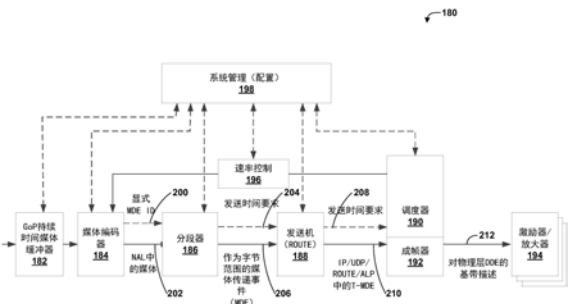 180
系统管理（配置）
198
速率控制
196
显式
MDE ID
200
发送时间要求
204
发送时间要求
208
GoP持续
时间媒体
缓冲器
182
媒体编码
器
184
分段器
186
发送机
（ROUTE）
188
调度器
190
成帧器
192
212
激励器/
放大器
194
NAL中
的媒体
202
作为字节
范围的媒
体传递事
件
（MDE）
206
IP/UDP/
ROUTE/ALP
中的T-MDE
210
对物理层ODE的
基带描述